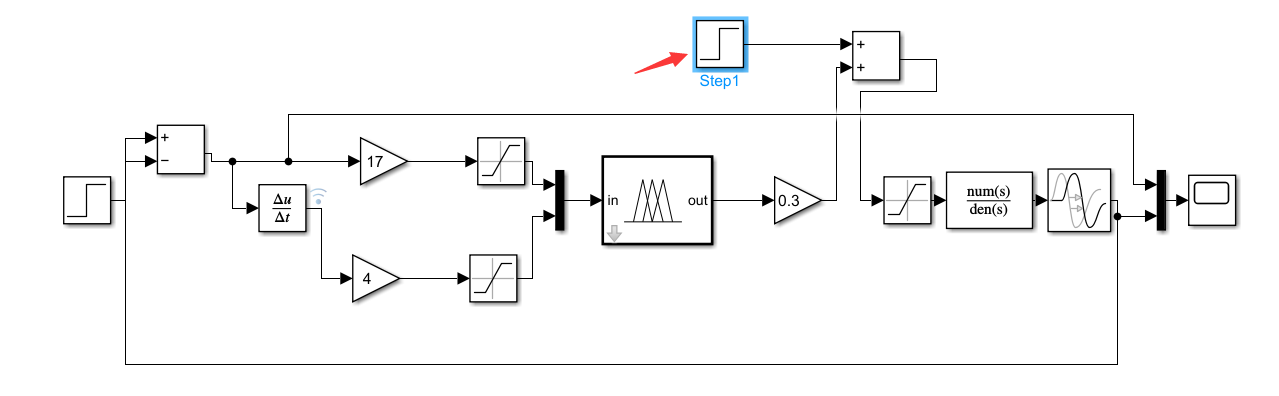 Step1
+
+
+
−
17
Δu
Δt
4
in
out
0.3
num(s)
den(s)